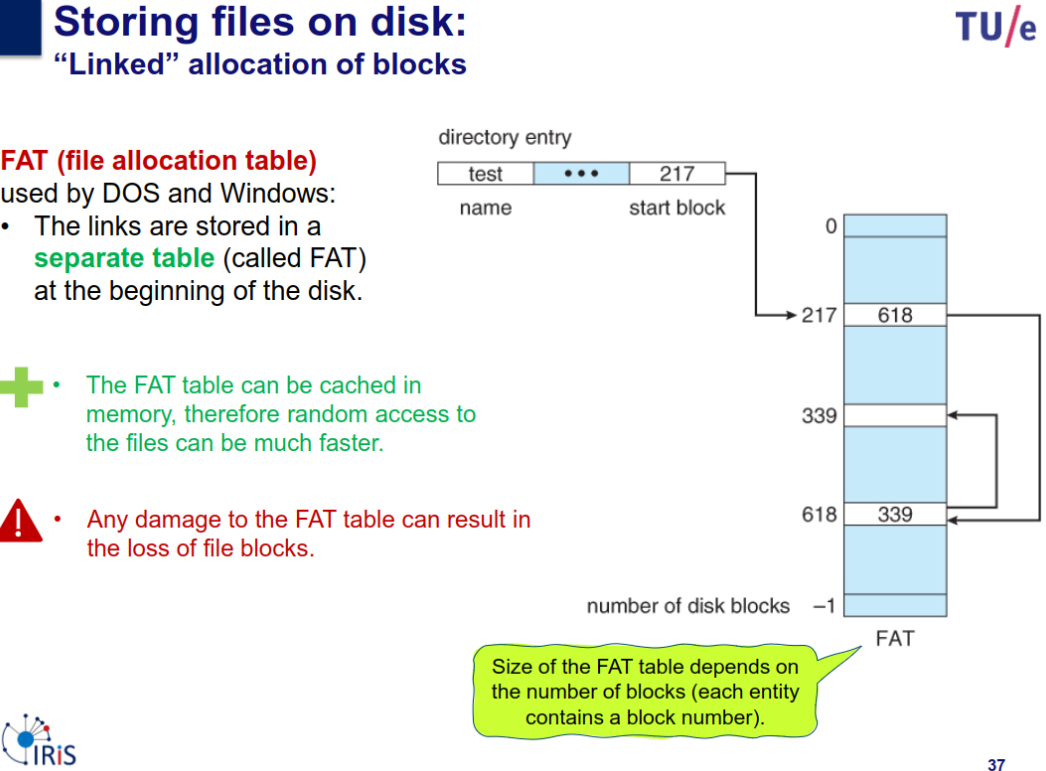 Storing files on disk:
“Linked” allocation of blocks
TU/e
FAT (file allocation table)
used by DOS and Windows:
• The links are stored in a
separate table (called FAT)
at the beginning of the disk.
• The FAT table can be cached in
memory, therefore random access to
the files can be much faster.
• Any damage to the FAT table can result in
the loss of file blocks.
directory entry
test ••• 217
name start block
0
217 618
339
618 339
number of disk blocks –1
FAT
Size of the FAT table depends on
the number of blocks (each entity
contains a block number).
IRiS
37